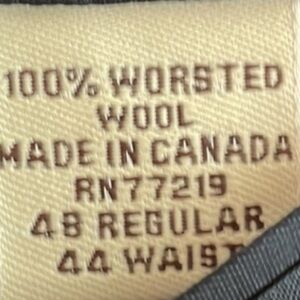 100% WORSTED
WOOL
MADE IN CANADA
RN77219
48 REGULAR
44 WAIST